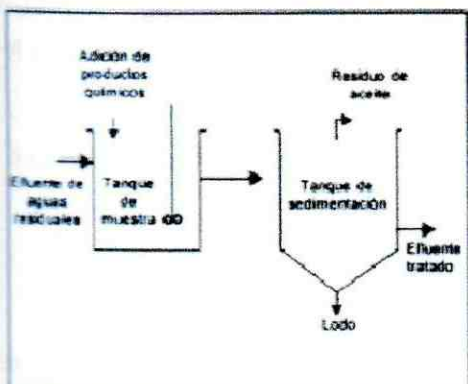 Adición de
productos
químicos
Residuo de
aceite
Efluente de
aguas
residuales
Tanque
de
muestra
Tanque de
sedimentación
Efluente
tratado
Lodo